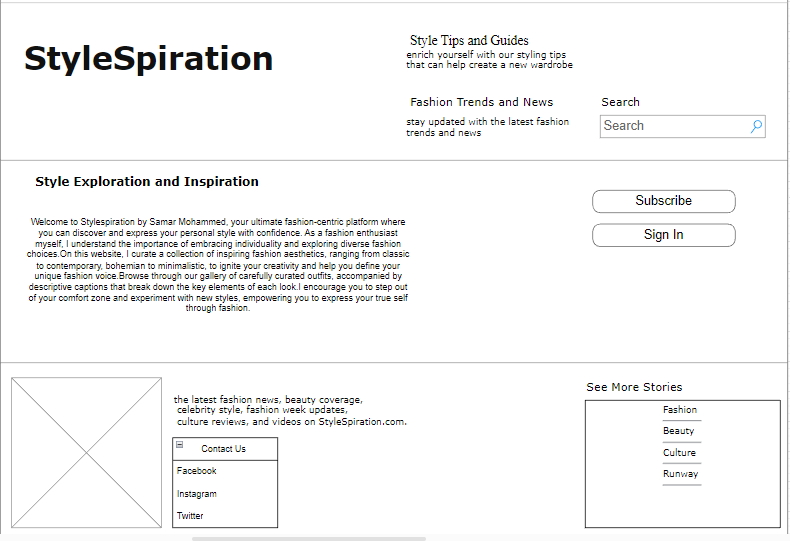 StyleSpiration
Style Tips and Guides
enrich yourself with our styling tips
that can help create a new wardrobe
Fashion Trends and News
stay updated with the latest fashion
trends and news
Search
Search
Style Exploration and Inspiration
Welcome to Stylespiration by Samar Mohammed, your ultimate fashion-centric platform where
you can discover and express your personal style with confidence. As a fashion enthusiast
myself, I understand the importance of embracing individuality and exploring diverse fashion
choices.On this website, I curate a collection of inspiring fashion aesthetics, ranging from classic
to contemporary, bohemian to minimalistic, to ignite your creativity and help you define your
unique fashion voice.Browse through our gallery of carefully curated outfits, accompanied by
descriptive captions that break down the key elements of each look.I encourage you to step out
of your comfort zone and experiment with new styles, empowering you to express your true self
through fashion.
Subscribe
Sign In
the latest fashion news, beauty coverage,
celebrity style, fashion week updates,
culture reviews, and videos on StyleSpiration.com.
Contact Us
Facebook
Instagram
Twitter
See More Stories
Fashion
Beauty
Culture
Runway